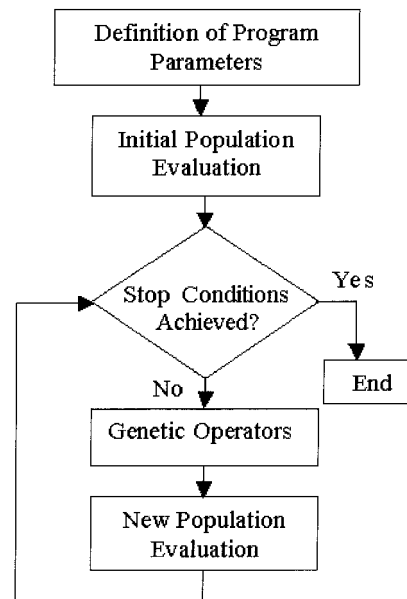 Definition of Program
Parameters
Initial Population
Evaluation
Stop Conditions
Achieved?
Yes
End
No
Genetic Operators
New Population
Evaluation